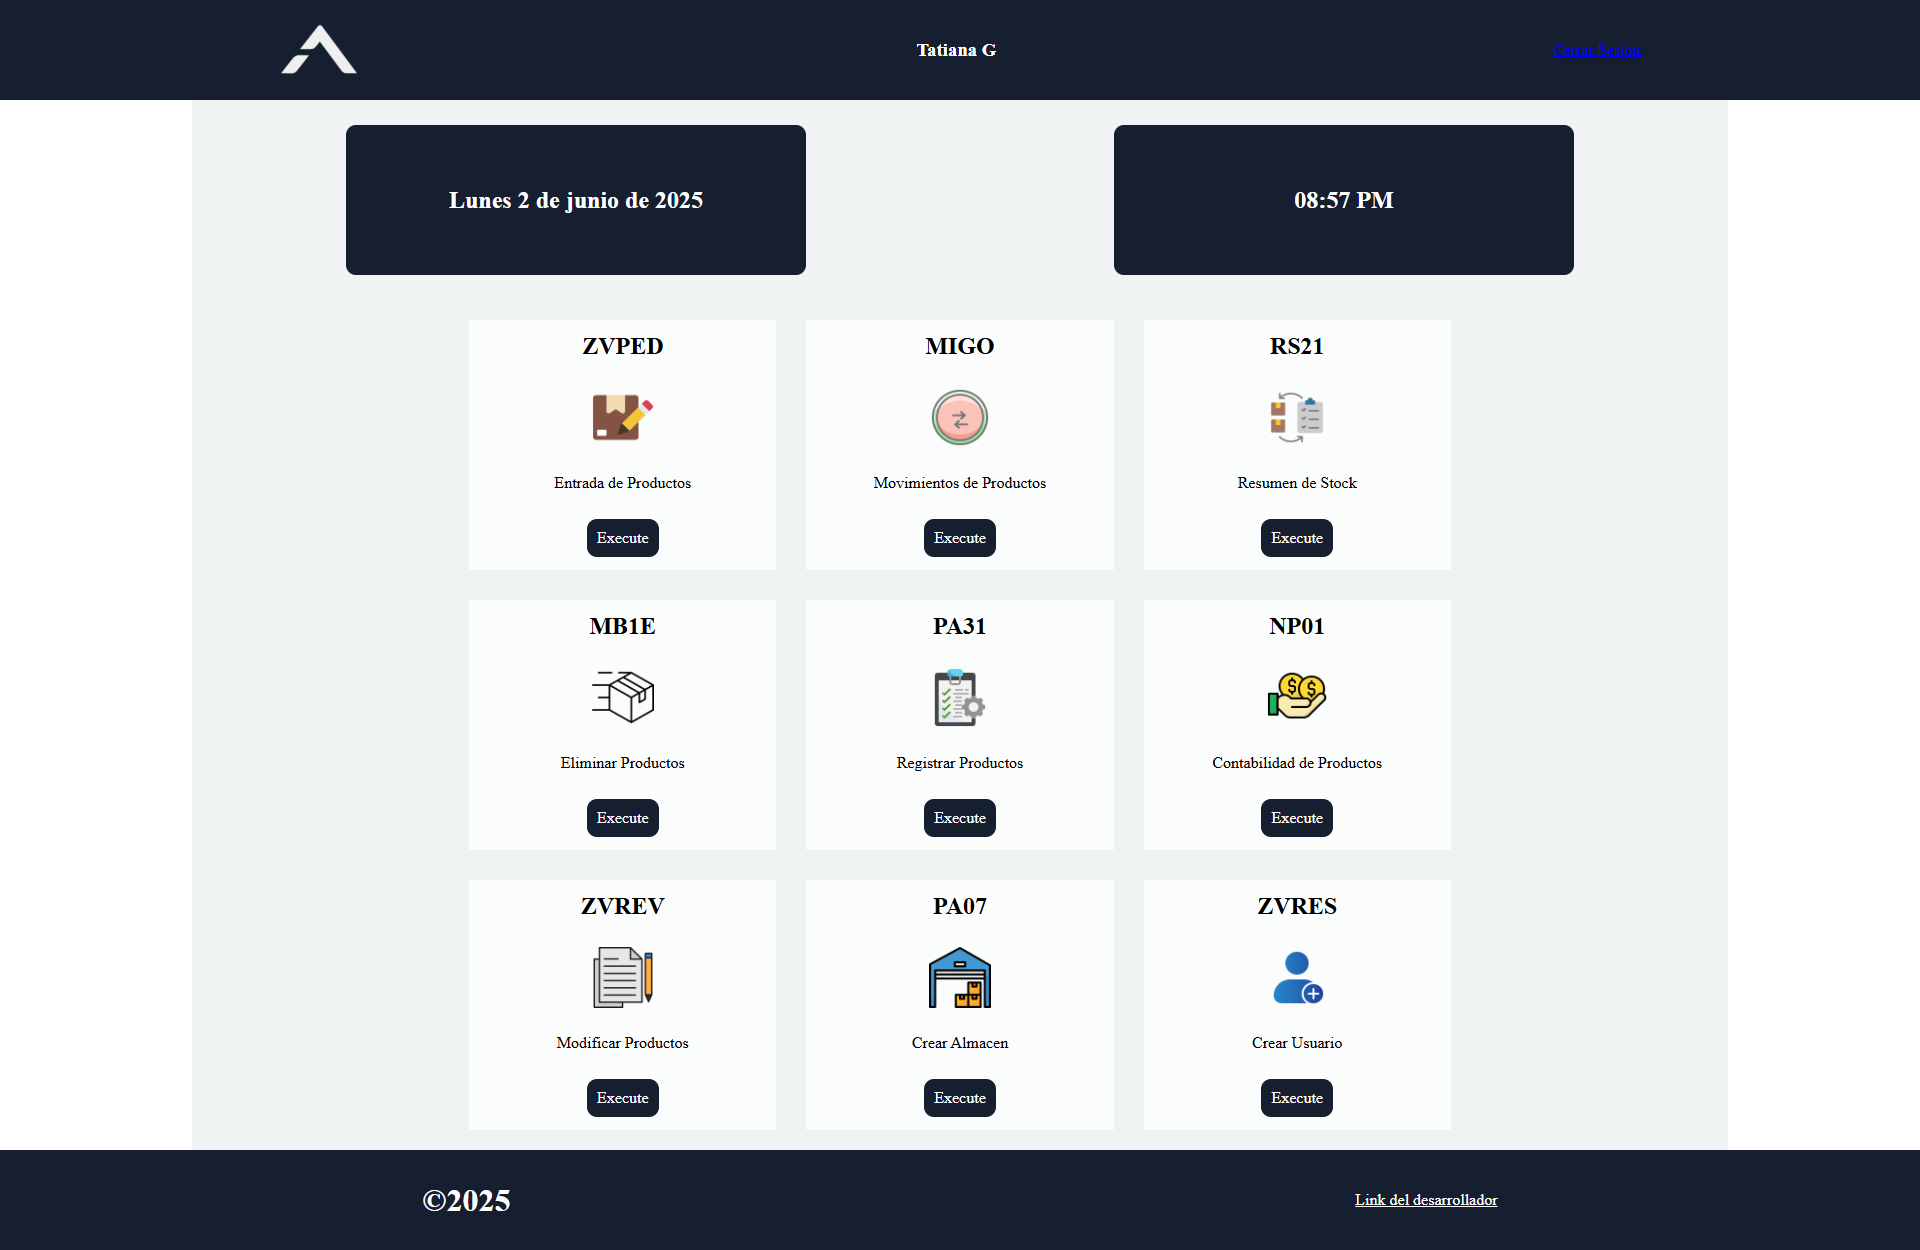 Tatiana G
Cerrar Sesion
Lunes 2 de junio de 2025
08:57 PM
ZVPED
MIGO
RS21
Entrada de Productos
Movimientos de Productos
Resumen de Stock
Execute
Execute
Execute
MB1E
PA31
NP01
Eliminar Productos
Registrar Productos
Contabilidad de Productos
Execute
Execute
Execute
ZVREV
PA07
ZVRES
Modificar Productos
Crear Almacen
Crear Usuario
Execute
Execute
Execute
©2025
Link del desarrollador